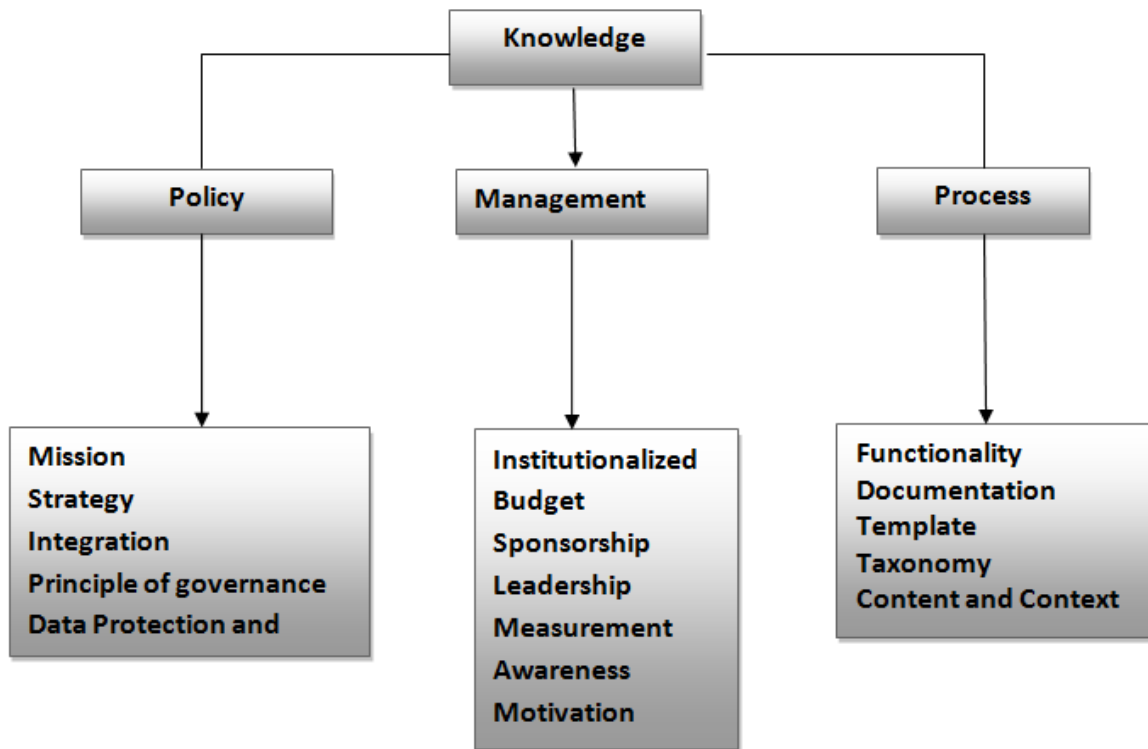 Knowledge
Policy
Management
Process
Mission
Strategy
Integration
Principle of governance
Data Protection and
Institutionalized
Budget
Sponsorship
Leadership
Measurement
Awareness
Motivation
Functionality
Documentation
Template
Taxonomy
Content and Context